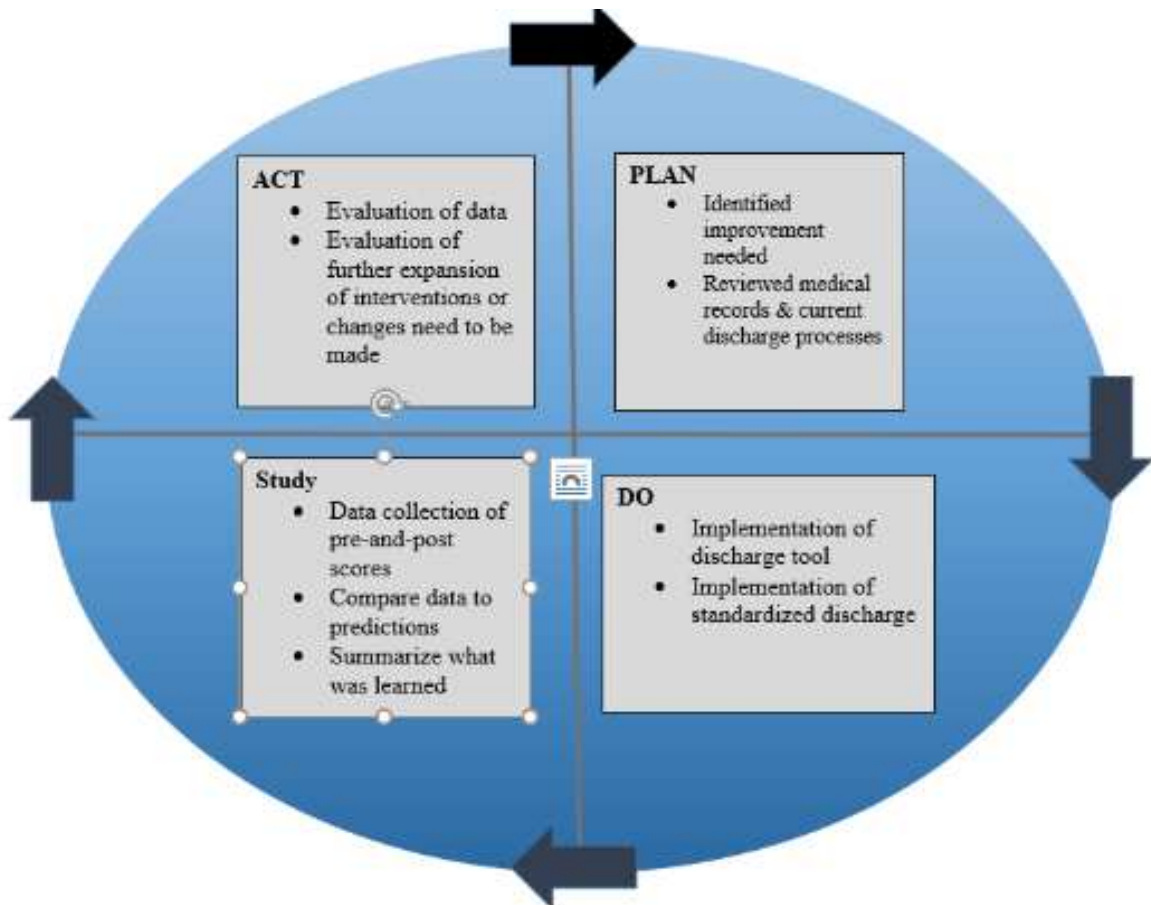 ACT
• Evaluation of data
• Evaluation of
further expansion
of interventions or
changes need to be
made
PLAN
• Identified
improvement
needed
• Reviewed medical
records & current
discharge processes
Study
• Data collection of
pre-and-post
scores
• Compare data to
predictions
• Summarize what
was learned
DO
• Implementation of
discharge tool
• Implementation of
standardized discharge